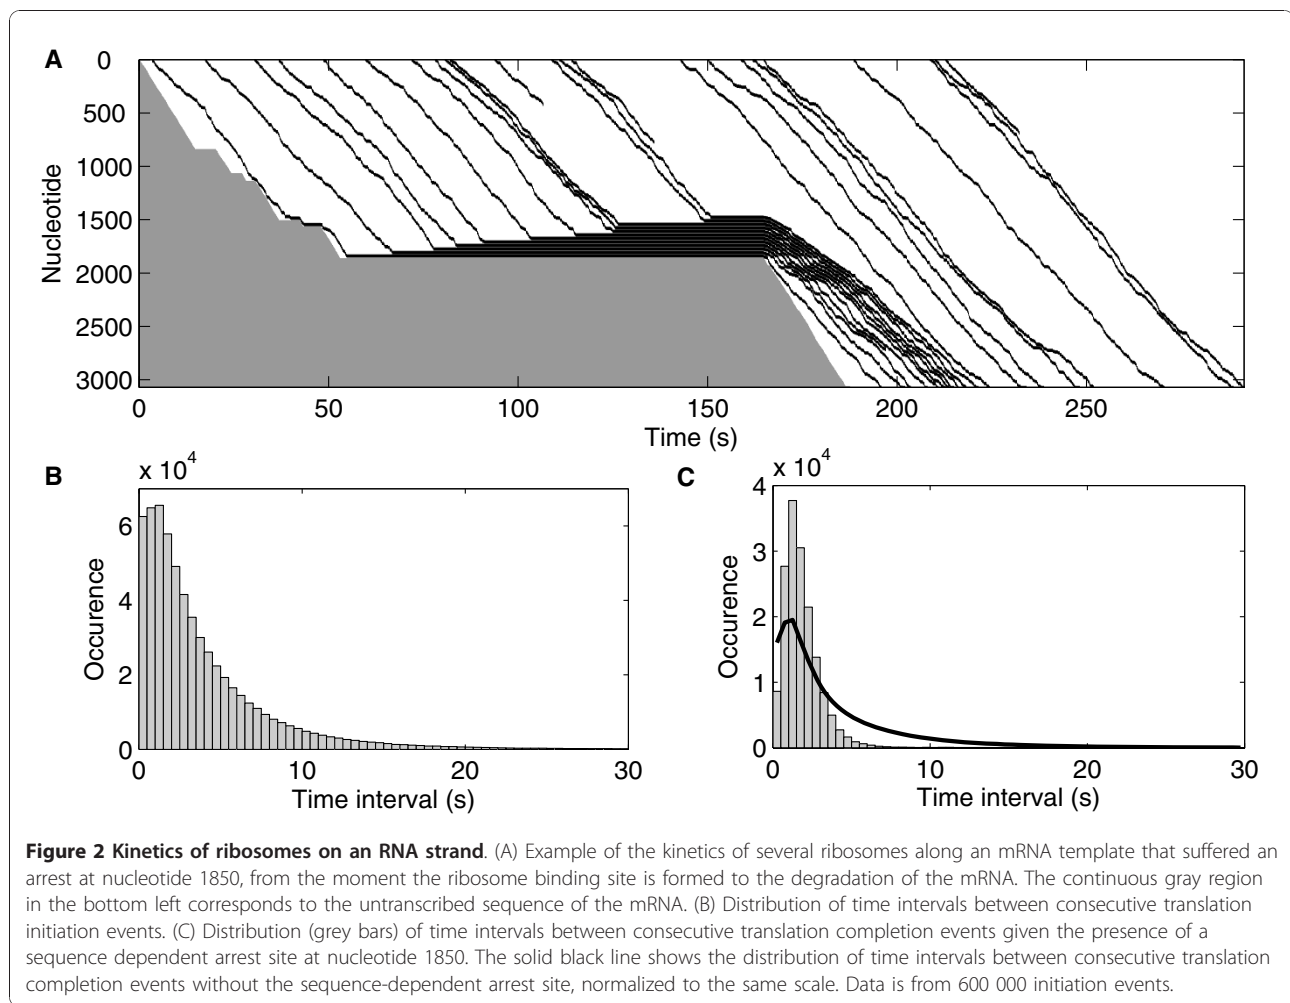 A
0
500
1000
1500
2000
2500
3000
Nucleotide
0 50 100 150 200 250
Time (s)
B
x 10^4
6
4
2
0
Occurence
0 10 20 30
Time interval (s)
C
x 10^4
4
3
2
1
0
Occurence
0 10 20 30
Time interval (s)
Figure 2 Kinetics of ribosomes on an RNA strand. (A) Example of the kinetics of several ribosomes along an mRNA template that suffered an
arrest at nucleotide 1850, from the moment the ribosome binding site is formed to the degradation of the mRNA. The continuous gray region
in the bottom left corresponds to the untranscribed sequence of the mRNA. (B) Distribution of time intervals between consecutive translation
initiation events. (C) Distribution (grey bars) of time intervals between consecutive translation completion events given the presence of a
sequence dependent arrest site at nucleotide 1850. The solid black line shows the distribution of time intervals between consecutive translation
completion events without the sequence-dependent arrest site, normalized to the same scale. Data is from 600 000 initiation events.